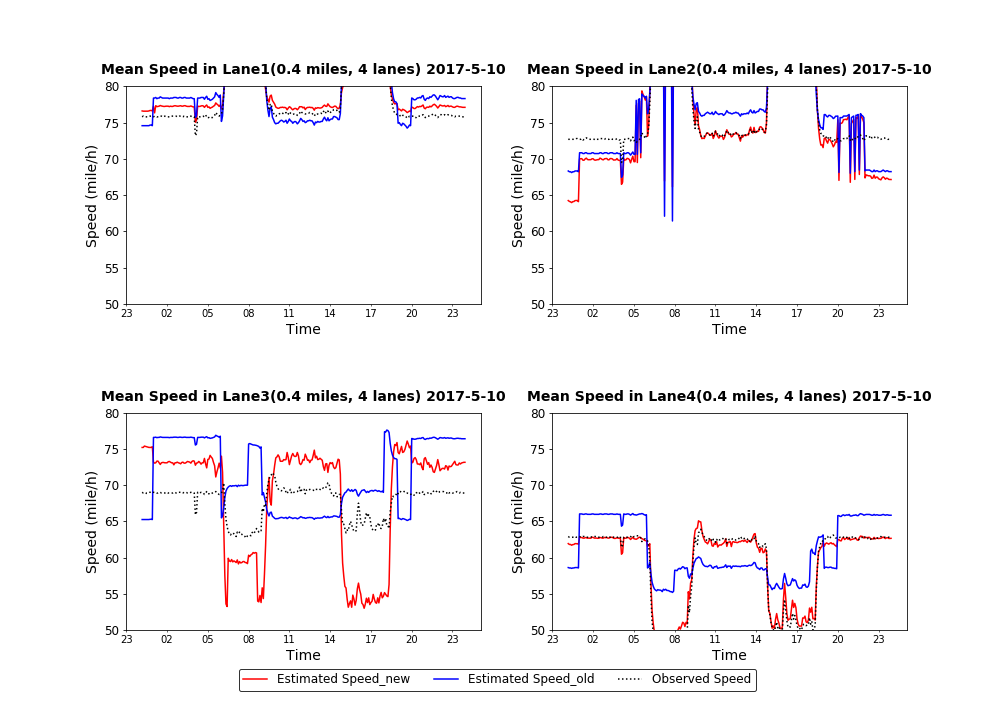 Mean Speed in Lane1(0.4 miles, 4 lanes) 2017-5-10
80
75
70
65
60
55
50
Speed (mile/h)
23 02 05 08 11 14 17 20 23
Time
Mean Speed in Lane2(0.4 miles, 4 lanes) 2017-5-10
80
75
70
65
60
55
50
Speed (mile/h)
23 02 05 08 11 14 17 20 23
Time
Mean Speed in Lane3(0.4 miles, 4 lanes) 2017-5-10
80
75
70
65
60
55
50
Speed (mile/h)
23 02 05 08 11 14 17 20 23
Time
Mean Speed in Lane4(0.4 miles, 4 lanes) 2017-5-10
80
75
70
65
60
55
50
Speed (mile/h)
23 02 05 08 11 14 17 20 23
Time
Estimated Speed_new Estimated Speed_old Observed Speed